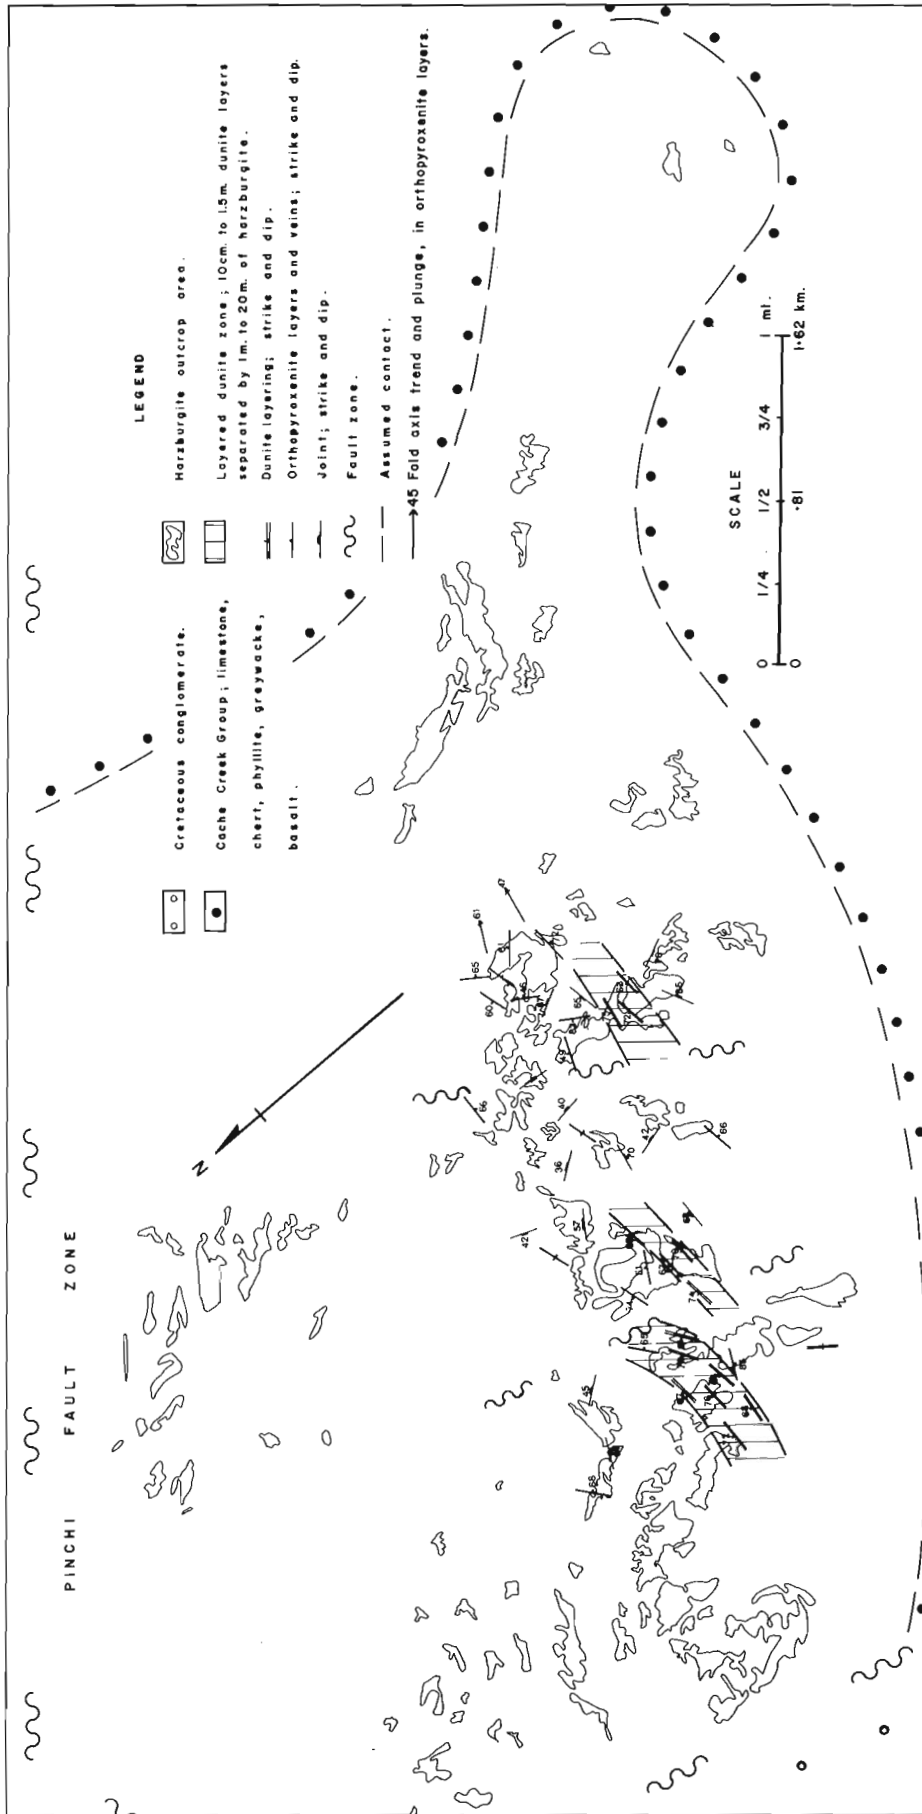 LEGEND
Cretaceous conglomerate.
Cache Creek Group; limestone,
chert, phyllite, greywacke,
basalt.
Harzburgite outcrop area.
Layered dunite zone; 10cm. to 1.5m. dunite layers
separated by 1m. to 20m. of harzburgite.
Dunite layering; strike and dip.
Orthopyroxenite layers and veins; strike and dip.
Joint; strike and dip.
Fault zone.
Assumed contact.
45 Fold axis trend and plunge, in orthopyroxenite layers.
PINCHI FAULT ZONE
N
SCALE
0 1/4 1/2 3/4 1 mi.
0 .81 1.62 km.
61
65
60
65
66
40
36
70
42
66
42
57
45
68